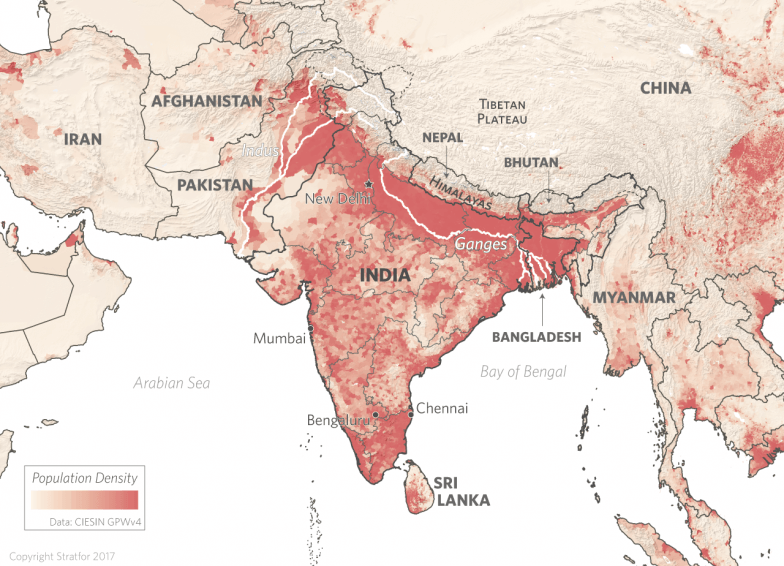 CHINA
AFGHANISTAN
TIBETAN
PLATEAU
IRAN
NEPAL
Indus
BHUTAN
PAKISTAN
HIMALAYAS
New Delhi
Ganges
INDIA
MYANMAR
Mumbai
BANGLADESH
Bay of Bengal
Arabian Sea
Chennai
Bengaluru
SRI
LANKA
Population Density
Data: CIESIN GPWv4
Copyright Stratfor 2017